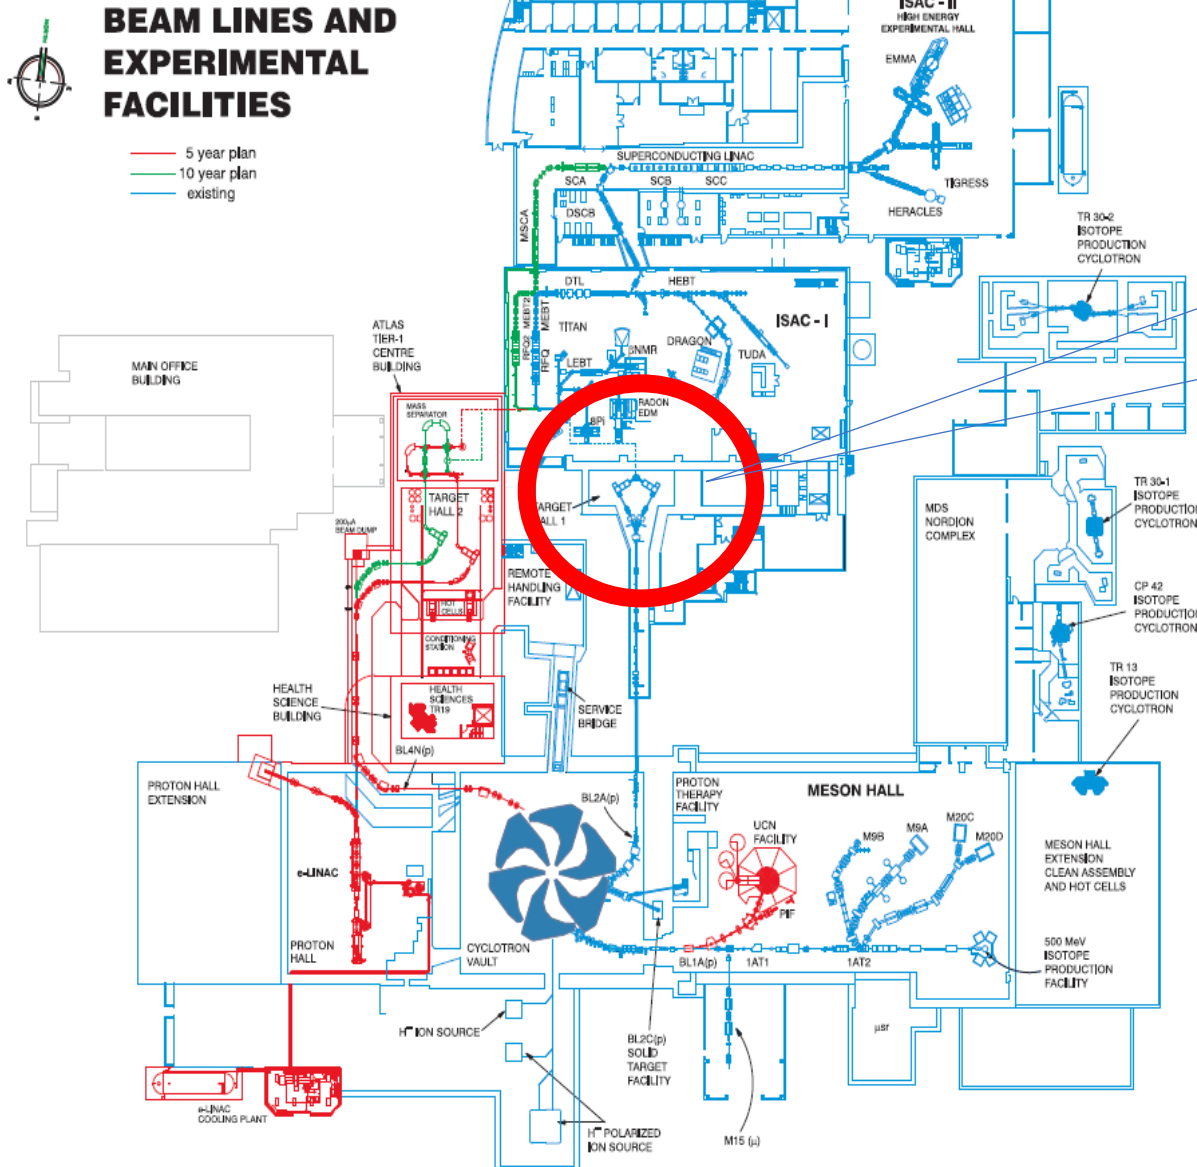 BEAM LINES AND
EXPERIMENTAL
FACILITIES
5 year plan
10 year plan
existing
ISAC - II
HIGH ENERGY
EXPERIMENTAL HALL
EMMA
SUPERCONDUCTING LINAC
SCA
SCB
SCC
TIGRESS
HERACLES
DSCB
MSCA
TR 30-2
ISOTOPE
PRODUCTION
CYCLOTRON
DTL
HEBT
ISAC - I
MEBT2
MEBT
RFQ2
RFQ
TITAN
LEBT
βNMR
DRAGON
TUDA
8Pi
RADON
EDM
ATLAS
TIER-1
CENTRE
BUILDING
MAIN OFFICE
BUILDING
MASS
SEPARATOR
TARGET
HALL 2
200µA
BEAM DUMP
TARGET
HALL 1
REMOTE
HANDLING
FACILITY
HOT
CELLS
CONDITIONING
STATION
MDS
NORDION
COMPLEX
TR 30-1
ISOTOPE
PRODUCTION
CYCLOTRON
CP 42
ISOTOPE
PRODUCTION
CYCLOTRON
TR 13
ISOTOPE
PRODUCTION
CYCLOTRON
HEALTH
SCIENCE
BUILDING
HEALTH
SCIENCES
TR19
SERVICE
BRIDGE
BL4N(p)
PROTON HALL
EXTENSION
BL2A(p)
PROTON
THERAPY
FACILITY
MESON HALL
UCN
FACILITY
M9B
M9A
M20C
M20D
MESON HALL
EXTENSION
CLEAN ASSEMBLY
AND HOT CELLS
e-LINAC
PROTON
HALL
CYCLOTRON
VAULT
PIF
BL1A(p)
1AT1
1AT2
500 MeV
ISOTOPE
PRODUCTION
FACILITY
H⁻ ION SOURCE
BL2C(p)
SOLID
TARGET
FACILITY
µsr
e-LINAC
COOLING PLANT
H⁻ POLARIZED
ION SOURCE
M15 (µ)